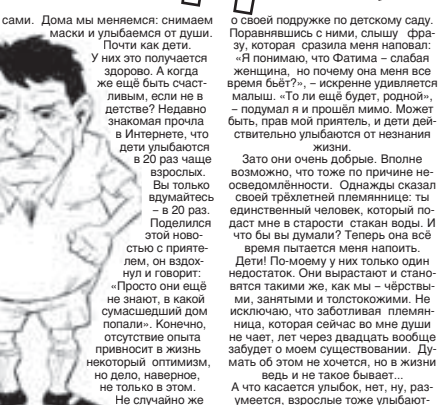 сами. Дома мы меняемся: снимаем
маски и улыбаемся от души.
Почти как дети.
У них это получается
здорово. А когда
же ещё быть счаст-
ливым, если не в
детстве? Недавно
знакомая прочла
в Интернете, что
дети улыбаются
в 20 раз чаще
взрослых.
Вы только
вдумайтесь
– в 20 раз.
Поделился
этой ново-
стью с прияте-
лем, он вздох-
нул и говорит:
«Просто они ещё
не знают, в какой
сумасшедший дом
попали». Конечно,
отсутствие опыта
привносит в жизнь
некоторый оптимизм,
но дело, наверное,
не только в этом.
Не случайно же
о своей подружке по детскому саду.
Поравнявшись с ними, слышу фра-
зу, которая сразила меня наповал:
«Я понимаю, что Фатима – слабая
женщина, но почему она меня все
время бьёт?», – искренне удивляется
малыш. «То ли ещё будет, родной»,
– подумал я и прошёл мимо. Может
быть, прав мой приятель, и дети дей-
ствительно улыбаются от незнания
жизни.
Зато они очень добрые. Вполне
возможно, что тоже по причине не-
осведомлённости. Однажды сказал
своей трёхлетней племяннице: ты
единственный человек, который по-
даст мне в старости стакан воды. И
что бы вы думали? Теперь она всё
время пытается меня напоить.
Дети! По-моему у них только один
недостаток. Они вырастают и стано-
вятся такими же, как мы – чёрствы-
ми, занятыми и толстокожими. Не
исключаю, что заботливая племян-
ница, которая сейчас во мне души
не чает, лет через двадцать вообще
забудет о моем существовании. Ду-
мать об этом не хочется, но в жизни
ведь и не такое бывает...
А что касается улыбок, нет, ну, раз-
умеется, взрослые тоже улыбают-